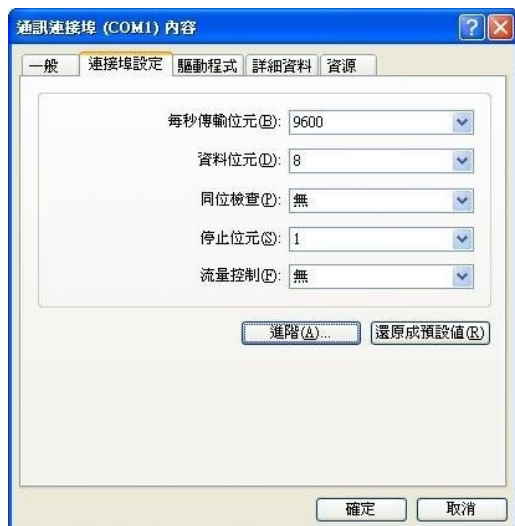 通訊連接埠 (COM1) 內容
一般 連接埠設定 驅動程式 詳細資料 資源
每秒傳輸位元(B): 9600
資料位元(D): 8
同位檢查(P): 無
停止位元(S): 1
流量控制(F): 無
進階(A)... 還原成預設值(R)
確定 取消